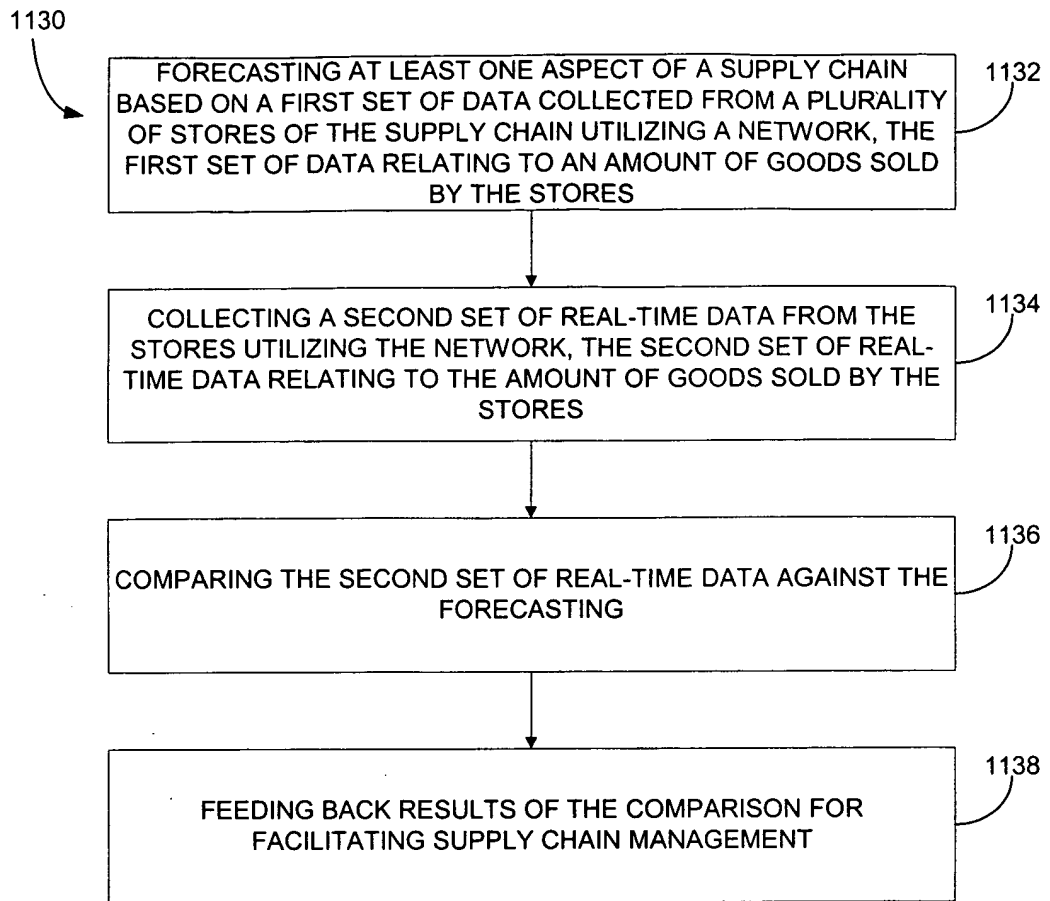 1130
FORECASTING AT LEAST ONE ASPECT OF A SUPPLY CHAIN
BASED ON A FIRST SET OF DATA COLLECTED FROM A PLURALITY
OF STORES OF THE SUPPLY CHAIN UTILIZING A NETWORK, THE
FIRST SET OF DATA RELATING TO AN AMOUNT OF GOODS SOLD
BY THE STORES
1132
COLLECTING A SECOND SET OF REAL-TIME DATA FROM THE
STORES UTILIZING THE NETWORK, THE SECOND SET OF REAL-
TIME DATA RELATING TO THE AMOUNT OF GOODS SOLD BY THE
STORES
1134
COMPARING THE SECOND SET OF REAL-TIME DATA AGAINST THE
FORECASTING
1136
FEEDING BACK RESULTS OF THE COMPARISON FOR
FACILITATING SUPPLY CHAIN MANAGEMENT
1138